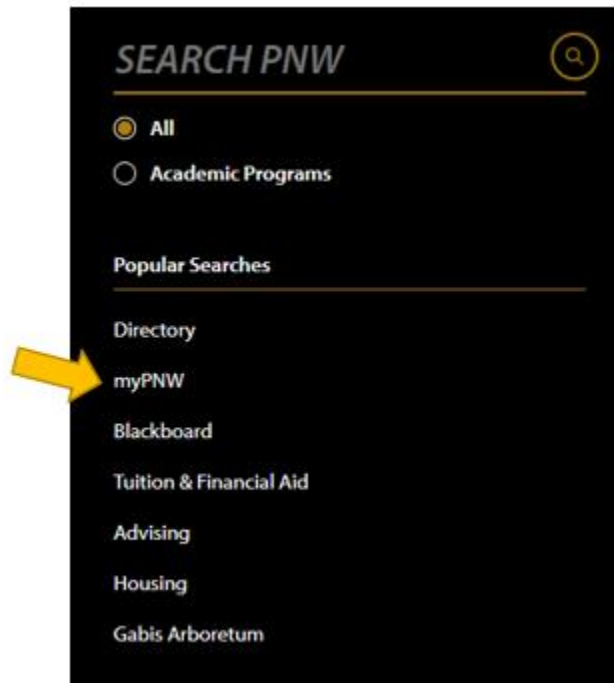 SEARCH PNW
All
Academic Programs
Popular Searches
Directory
myPNW
Blackboard
Tuition & Financial Aid
Advising
Housing
Gabis Arboretum